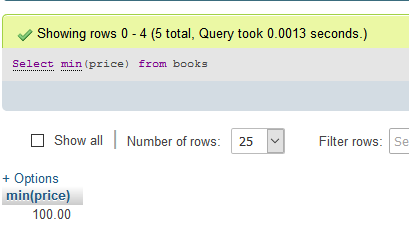 Showing rows 0 - 4 (5 total, Query took 0.0013 seconds.)
Select min(price) from books
Show all Number of rows: 25 Filter rows: Se
+ Options
min(price)
100.00